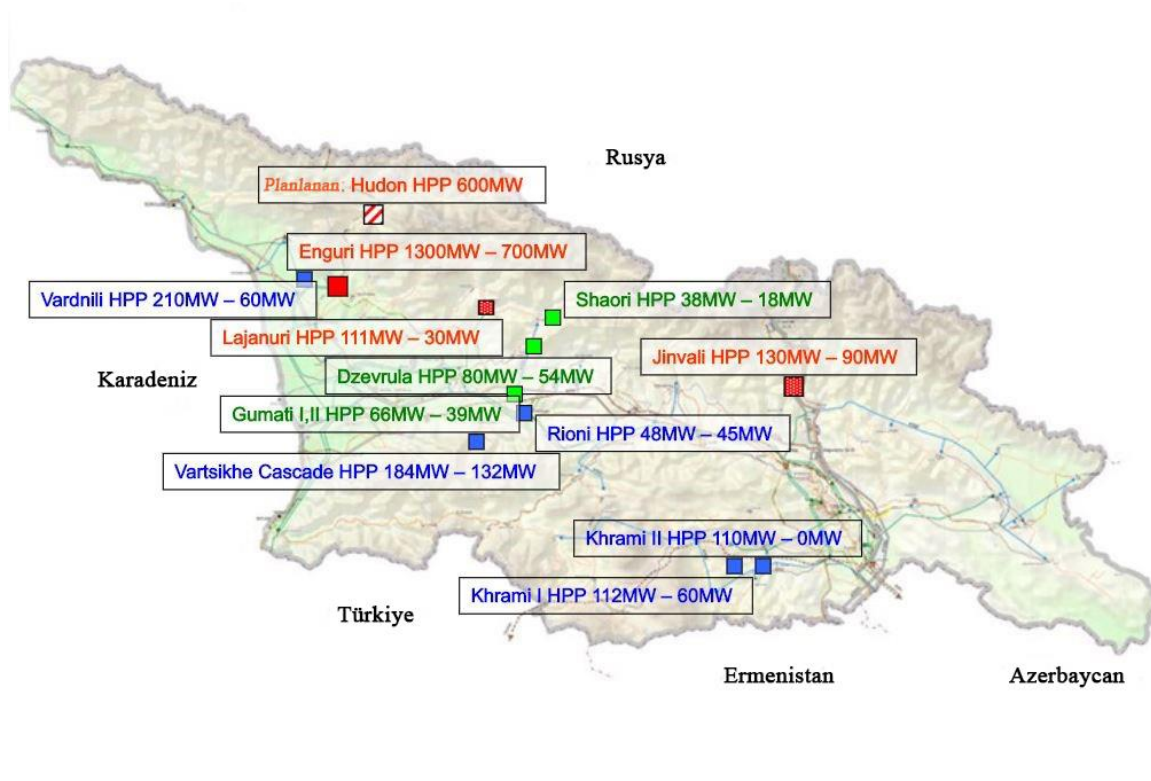 Rusya
Planlanan: Hudon HPP 600MW
Enguri HPP 1300MW – 700MW
Vardnili HPP 210MW – 60MW
Shaori HPP 38MW – 18MW
Lajanuri HPP 111MW – 30MW
Jinvali HPP 130MW – 90MW
Karadeniz
Dzevrula HPP 80MW – 54MW
Gumati I,II HPP 66MW – 39MW
Rioni HPP 48MW – 45MW
Vartsikhe Cascade HPP 184MW – 132MW
Khrami II HPP 110MW – 0MW
Khrami I HPP 112MW – 60MW
Türkiye
Ermenistan
Azerbaycan